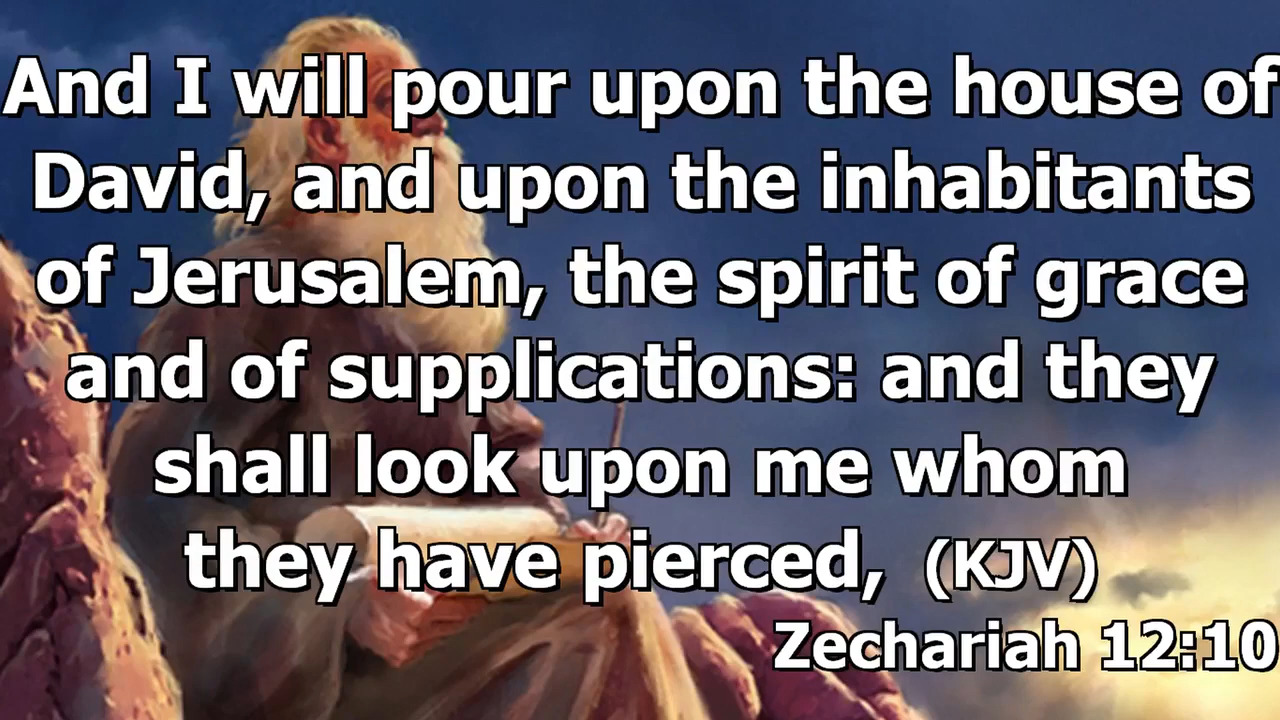 And I will pour upon the house of
David, and upon the inhabitants
of Jerusalem, the spirit of grace
and of supplications: and they
shall look upon me whom
they have pierced, (KJV)
Zechariah 12:10